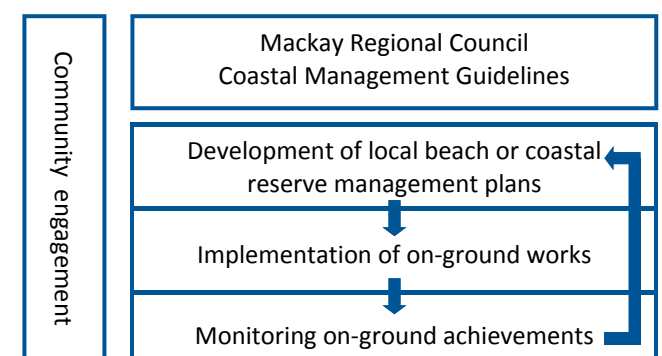 Community engagement
Mackay Regional Council
Coastal Management Guidelines
Development of local beach or coastal
reserve management plans
Implementation of on-ground works
Monitoring on-ground achievements